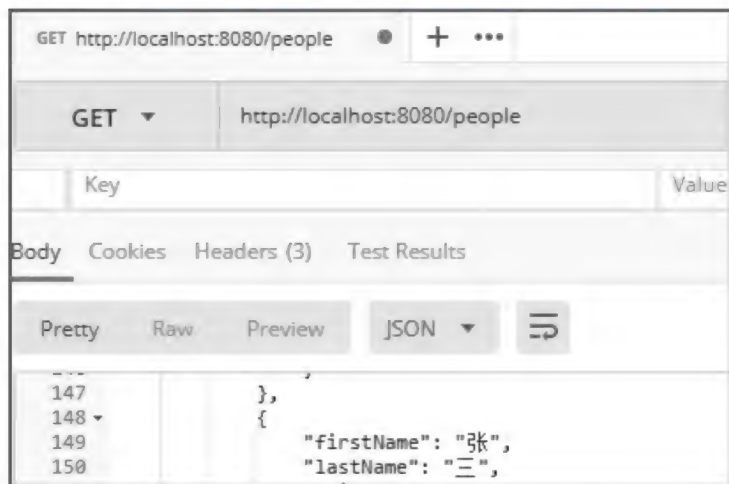 GET http://localhost:8080/people ● + •••
GET ▼ http://localhost:8080/people
Key Value
Body Cookies Headers (3) Test Results
Pretty Raw Preview JSON ▼
147 },
148 ▾ {
149 "firstName": "张",
150 "lastName": "三",